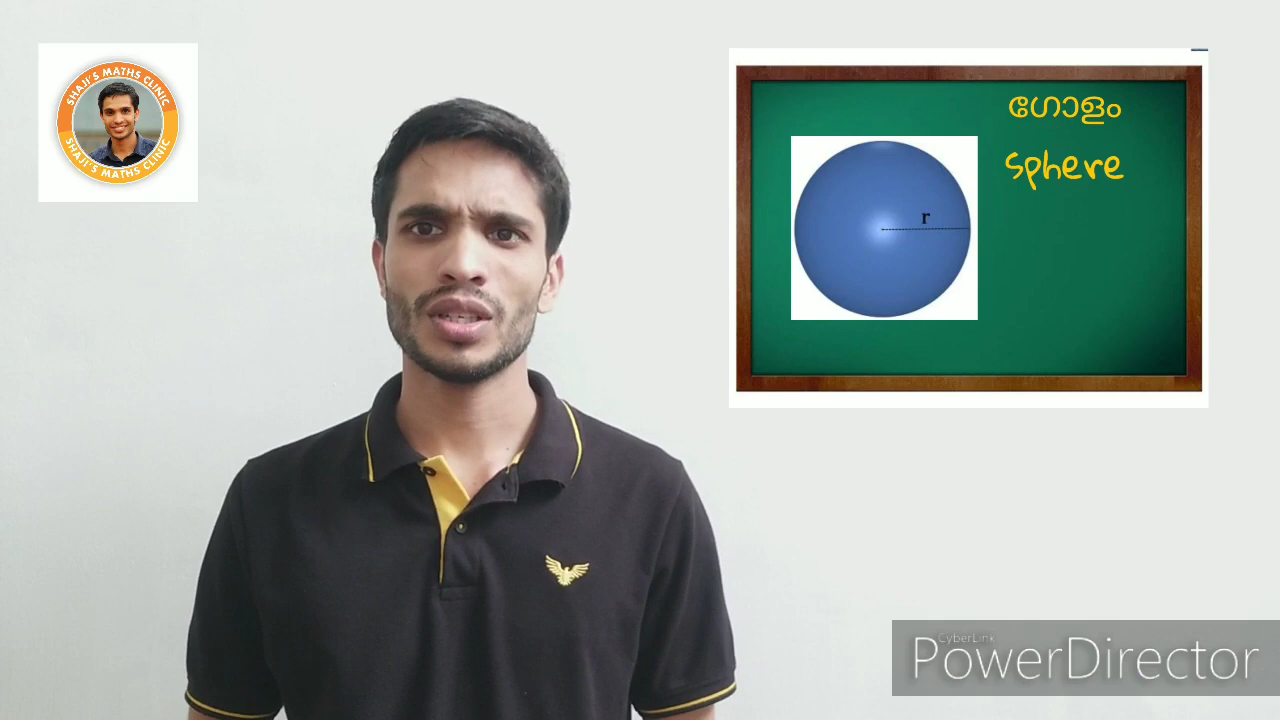 SHAJI'S MATHS CLINIC
SHAJI'S MATHS CLINIC
ഗോളം
Sphere
r
CyberLink
PowerDirector